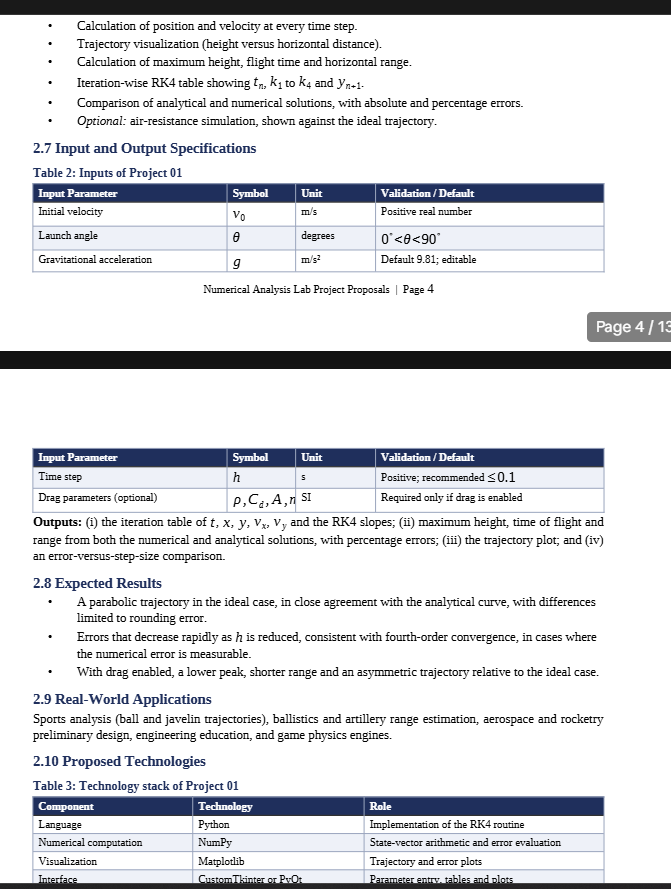 • Calculation of position and velocity at every time step.
• Trajectory visualization (height versus horizontal distance).
• Calculation of maximum height, flight time and horizontal range.
• Iteration-wise RK4 table showing tₙ, k₁ to k₄ and yₙ₊₁.
• Comparison of analytical and numerical solutions, with absolute and percentage errors.
• Optional: air-resistance simulation, shown against the ideal trajectory.
2.7 Input and Output Specifications
Table 2: Inputs of Project 01
Input Parameter Symbol Unit Validation / Default
Initial velocity v₀ m/s Positive real number
Launch angle θ degrees 0°<θ<90°
Gravitational acceleration g m/s² Default 9.81; editable
Numerical Analysis Lab Project Proposals | Page 4
Page 4 / 13
Input Parameter Symbol Unit Validation / Default
Time step h s Positive; recommended ≤0.1
Drag parameters (optional) ρ,C_d,A,m SI Required only if drag is enabled
Outputs: (i) the iteration table of t, x, y, vₓ, v_y and the RK4 slopes; (ii) maximum height, time of flight and
range from both the numerical and analytical solutions, with percentage errors; (iii) the trajectory plot; and (iv)
an error-versus-step-size comparison.
2.8 Expected Results
• A parabolic trajectory in the ideal case, in close agreement with the analytical curve, with differences
limited to rounding error.
• Errors that decrease rapidly as h is reduced, consistent with fourth-order convergence, in cases where
the numerical error is measurable.
• With drag enabled, a lower peak, shorter range and an asymmetric trajectory relative to the ideal case.
2.9 Real-World Applications
Sports analysis (ball and javelin trajectories), ballistics and artillery range estimation, aerospace and rocketry
preliminary design, engineering education, and game physics engines.
2.10 Proposed Technologies
Table 3: Technology stack of Project 01
Component Technology Role
Language Python Implementation of the RK4 routine
Numerical computation NumPy State-vector arithmetic and error evaluation
Visualization Matplotlib Trajectory and error plots
Interface CustomTkinter or PyQt Parameter entry, tables and plots